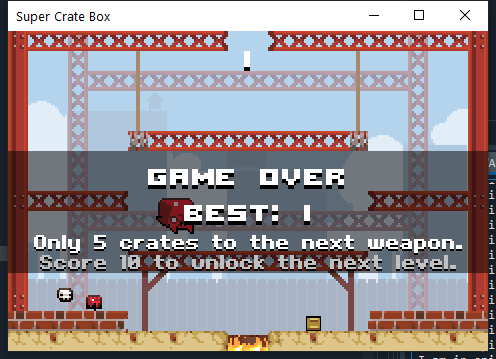 Super Crate Box
1
GAME OVER
BEST: 1
Only 5 crates to the next weapon.
Score 10 to unlock the next level.